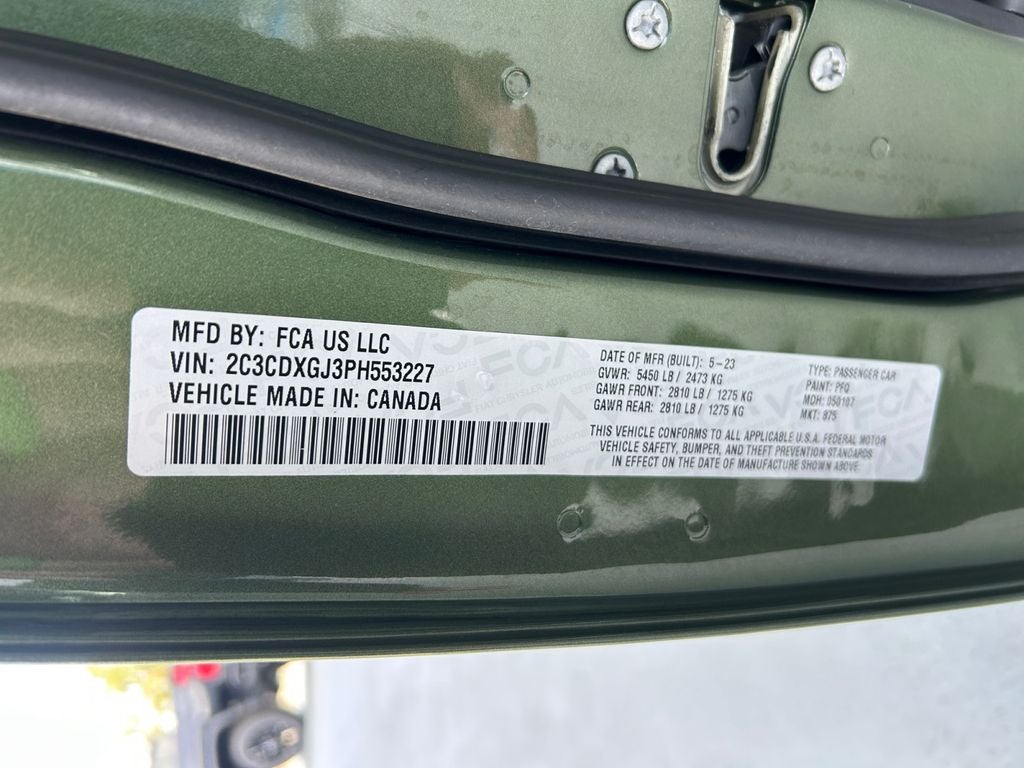 MFD BY: FCA US LLC
VIN: 2C3CDXGJ3PH553227
VEHICLE MADE IN: CANADA
DATE OF MFR (BUILT): 5-23
GVWR: 5450 LB / 2473 KG
GAWR FRONT: 2810 LB / 1275 KG
GAWR REAR: 2810 LB / 1275 KG
TYPE: PASSENGER CAR
PAINT: PFQ
MDH: 050107
MKT: 875
THIS VEHICLE CONFORMS TO ALL APPLICABLE U.S.A. FEDERAL MOTOR
VEHICLE SAFETY, BUMPER, AND THEFT PREVENTION STANDARDS
IN EFFECT ON THE DATE OF MANUFACTURE SHOWN ABOVE.